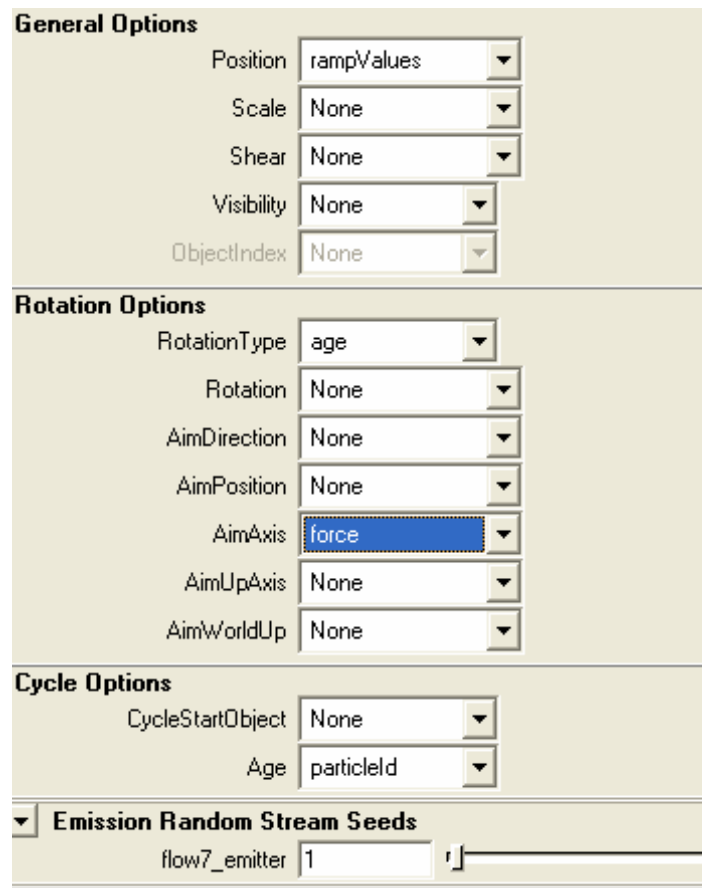 General Options
Position rampValues
Scale None
Shear None
Visibility None
ObjectIndex None
Rotation Options
RotationType age
Rotation None
AimDirection None
AimPosition None
AimAxis force
AimUpAxis None
AimWorldUp None
Cycle Options
CycleStartObject None
Age particleId
Emission Random Stream Seeds
flow7_emitter 1